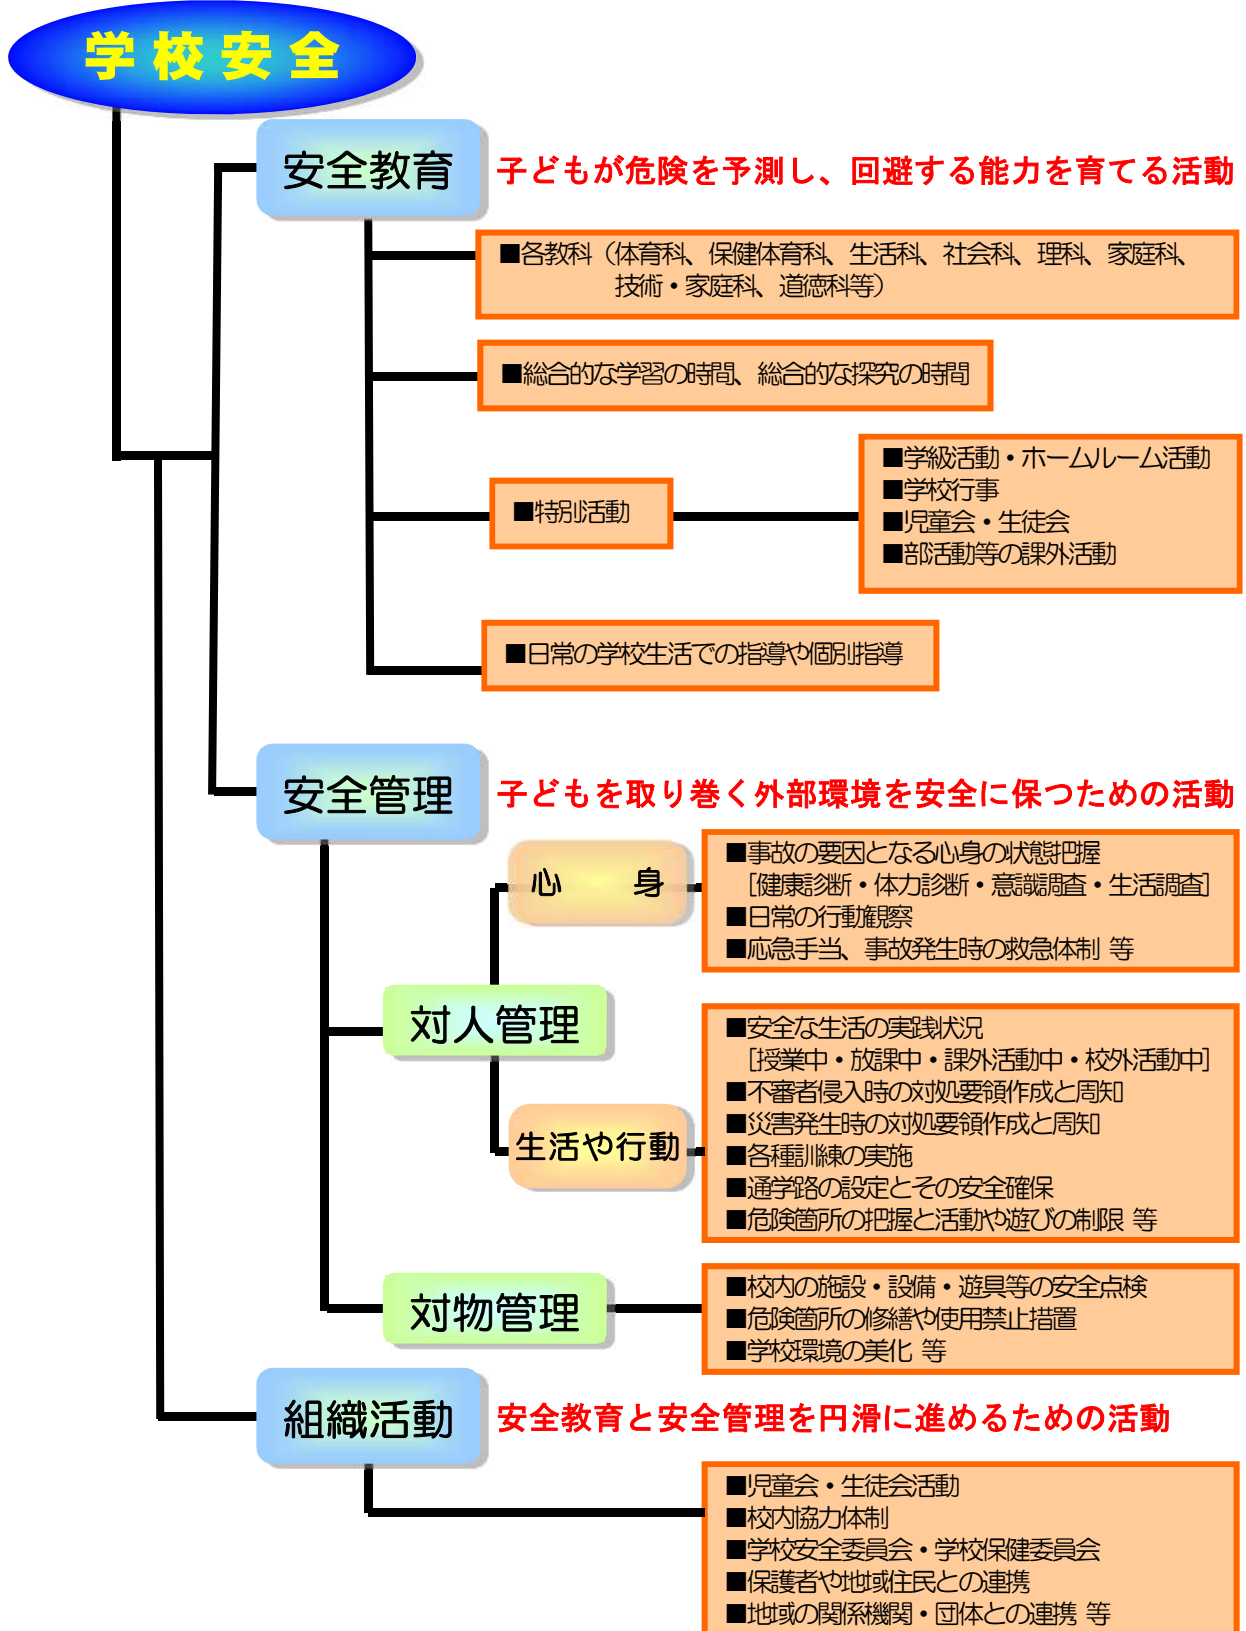 学校安全
安全教育
子どもが危険を予測し、回避する能力を育てる活動
■各教科（体育科、保健体育科、生活科、社会科、理科、家庭科、
技術・家庭科、道徳科等）
■総合的な学習の時間、総合的な探究の時間
■特別活動
■学級活動・ホームルーム活動
■学校行事
■児童会・生徒会
■部活動等の課外活動
■日常の学校生活での指導や個別指導
安全管理
子どもを取り巻く外部環境を安全に保つための活動
心　身
■事故の要因となる心身の状態把握
［健康診断・体力診断・意識調査・生活調査］
■日常の行動観察
■応急手当、事故発生時の救急体制 等
対人管理
生活や行動
■安全な生活の実践状況
［授業中・放課中・課外活動中・校外活動中］
■不審者侵入時の対処要領作成と周知
■災害発生時の対処要領作成と周知
■各種訓練の実施
■通学路の設定とその安全確保
■危険箇所の把握と活動や遊びの制限 等
対物管理
■校内の施設・設備・遊具等の安全点検
■危険箇所の修繕や使用禁止措置
■学校環境の美化 等
組織活動
安全教育と安全管理を円滑に進めるための活動
■児童会・生徒会活動
■校内協力体制
■学校安全委員会・学校保健委員会
■保護者や地域住民との連携
■地域の関係機関・団体との連携 等